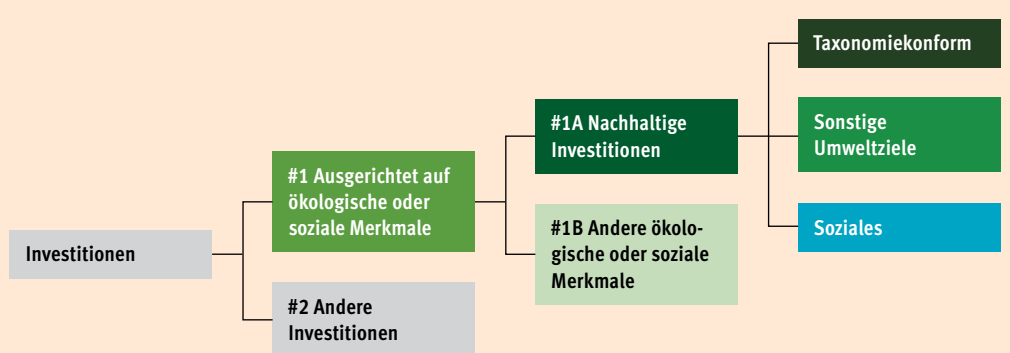 Investitionen
#1 Ausgerichtet auf
ökologische oder
soziale Merkmale
#2 Andere
Investitionen
#1A Nachhaltige
Investitionen
#1B Andere ökolo-
gische oder soziale
Merkmale
Taxonomiekonform
Sonstige
Umweltziele
Soziales